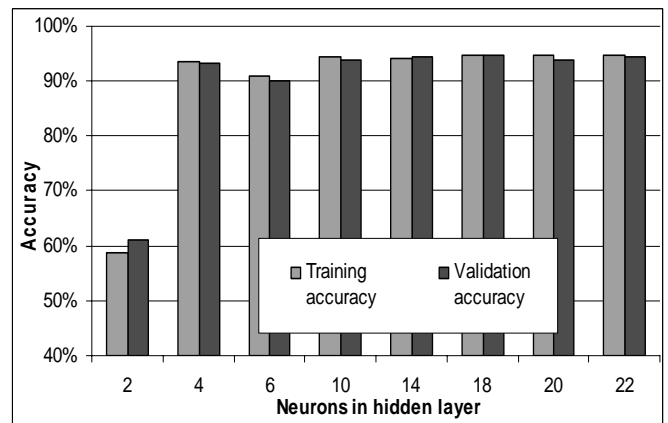 100%
90%
80%
70%
60%
50%
40%
Accuracy
Training accuracy
Validation accuracy
2 4 6 10 14 18 20 22
Neurons in hidden layer